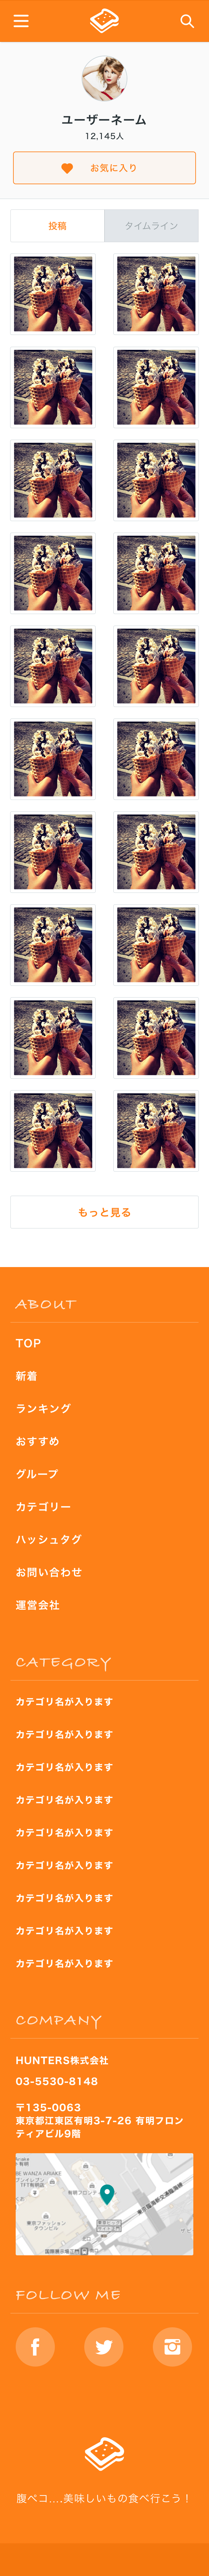 ユーザーネーム
12,145人
お気に入り
投稿 タイムライン
もっと見る
ABOUT
TOP
新着
ランキング
おすすめ
グループ
カテゴリー
ハッシュタグ
お問い合わせ
運営会社
CATEGORY
カテゴリ名が入ります
カテゴリ名が入ります
カテゴリ名が入ります
カテゴリ名が入ります
カテゴリ名が入ります
カテゴリ名が入ります
カテゴリ名が入ります
カテゴリ名が入ります
カテゴリ名が入ります
COMPANY
HUNTERS株式会社
03-5530-8148
〒135-0063
東京都江東区有明3-7-26 有明フロン
ティアビル9階
FOLLOW ME
腹ペコ....美味しいもの食べ行こう！